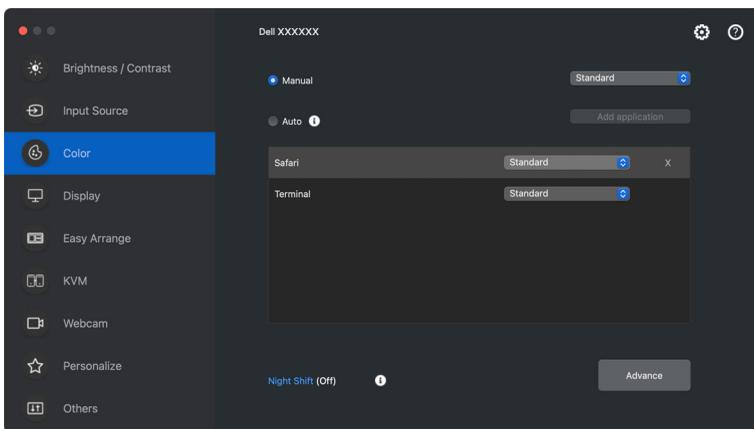 Dell XXXXXX
Brightness / Contrast
Input Source
Color
Display
Easy Arrange
KVM
Webcam
Personalize
Others
Manual
Standard
Auto
Add application
Safari
Standard
X
Terminal
Standard
Night Shift (Off)
Advance